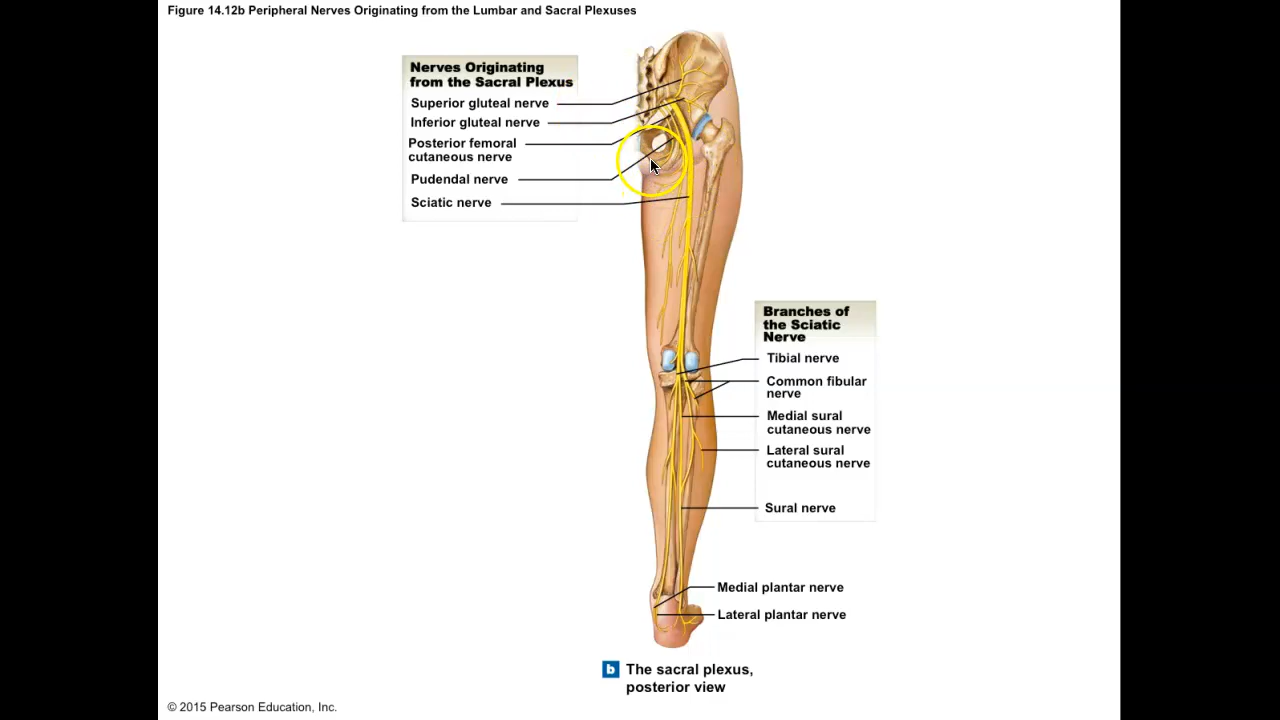 Figure 14.12b Peripheral Nerves Originating from the Lumbar and Sacral Plexuses
Nerves Originating
from the Sacral Plexus
Superior gluteal nerve
Inferior gluteal nerve
Posterior femoral
cutaneous nerve
Pudendal nerve
Sciatic nerve
Branches of
the Sciatic
Nerve
Tibial nerve
Common fibular
nerve
Medial sural
cutaneous nerve
Lateral sural
cutaneous nerve
Sural nerve
Medial plantar nerve
Lateral plantar nerve
b The sacral plexus,
posterior view
© 2015 Pearson Education, Inc.